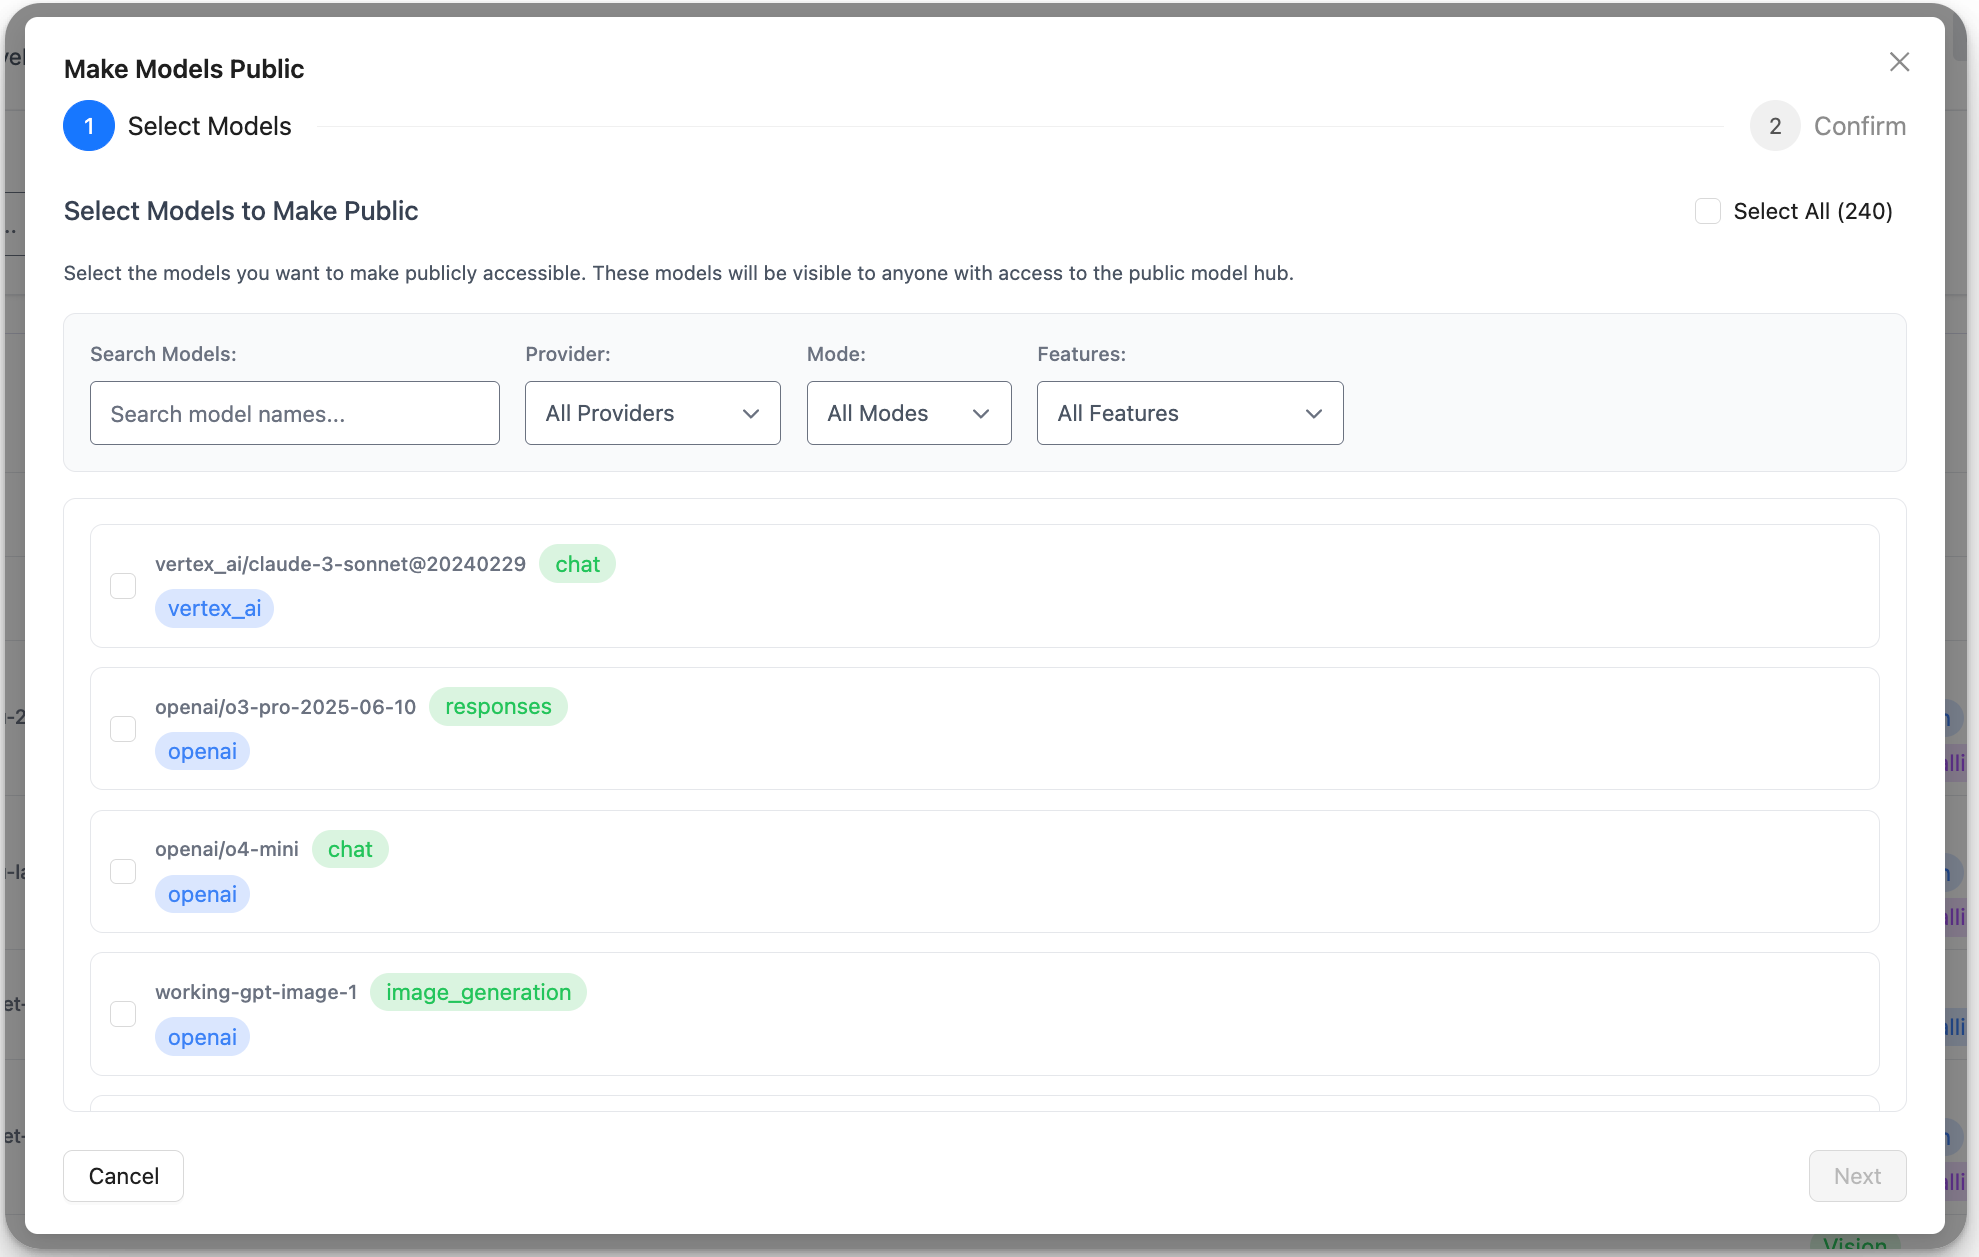 Make Models Public
1 Select Models
2 Confirm
Select Models to Make Public
Select All (240)
Select the models you want to make publicly accessible. These models will be visible to anyone with access to the public model hub.
Search Models:
Provider:
Mode:
Features:
Search model names...
All Providers
All Modes
All Features
vertex_ai/claude-3-sonnet@20240229 chat
vertex_ai
openai/o3-pro-2025-06-10 responses
openai
openai/o4-mini chat
openai
working-gpt-image-1 image_generation
openai
Cancel
Next
Vision